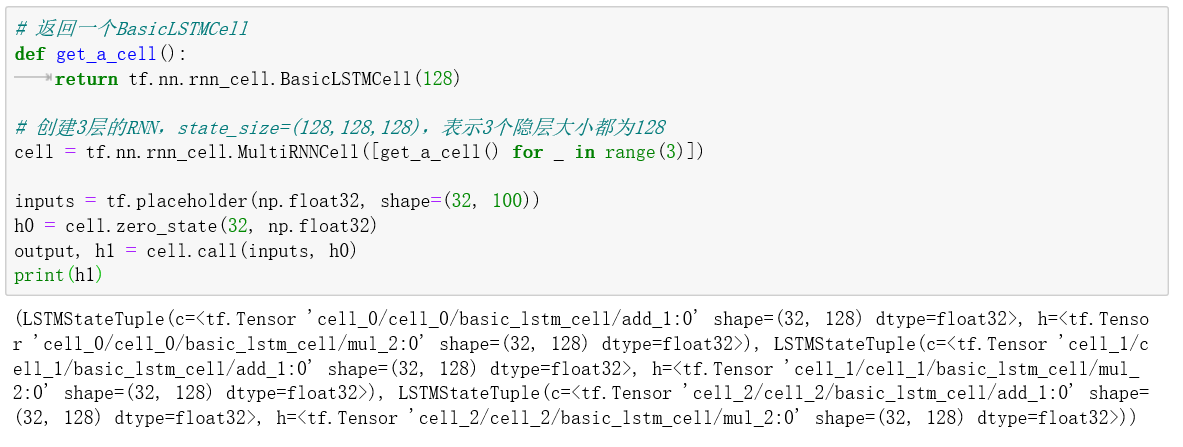 # 返回一个BasicLSTMCell
def get_a_cell():
return tf.nn.rnn_cell.BasicLSTMCell(128)
# 创建3层的RNN，state_size=(128,128,128)，表示3个隐层大小都为128
cell = tf.nn.rnn_cell.MultiRNNCell([get_a_cell() for _ in range(3)])
inputs = tf.placeholder(np.float32, shape=(32, 100))
h0 = cell.zero_state(32, np.float32)
output, h1 = cell.call(inputs, h0)
print(h1)
(LSTMStateTuple(c=<tf.Tensor 'cell_0/cell_0/basic_lstm_cell/add_1:0' shape=(32, 128) dtype=float32>, h=<tf.Tenso
r 'cell_0/cell_0/basic_lstm_cell/mul_2:0' shape=(32, 128) dtype=float32>), LSTMStateTuple(c=<tf.Tensor 'cell_1/c
ell_1/basic_lstm_cell/add_1:0' shape=(32, 128) dtype=float32>, h=<tf.Tensor 'cell_1/cell_1/basic_lstm_cell/mul_
2:0' shape=(32, 128) dtype=float32>), LSTMStateTuple(c=<tf.Tensor 'cell_2/cell_2/basic_lstm_cell/add_1:0' shape=
(32, 128) dtype=float32>, h=<tf.Tensor 'cell_2/cell_2/basic_lstm_cell/mul_2:0' shape=(32, 128) dtype=float32>))